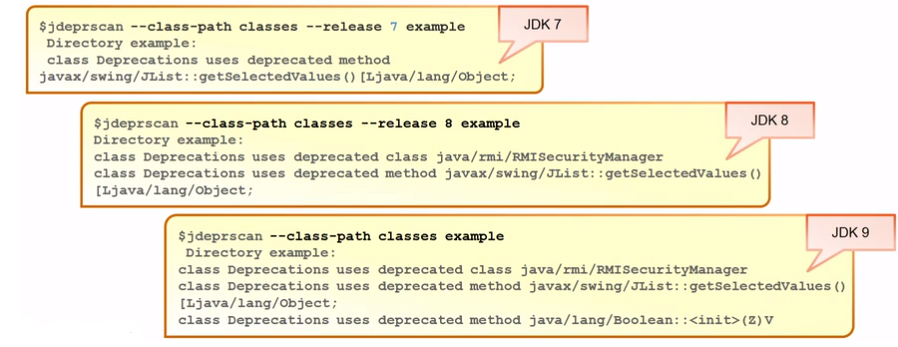 $jdeprscan --class-path classes --release 7 example
Directory example:
class Deprecations uses deprecated method
javax/swing/JList::getSelectedValues()[Ljava/lang/Object;
JDK 7
$jdeprscan --class-path classes --release 8 example
Directory example:
class Deprecations uses deprecated class java/rmi/RMISecurityManager
class Deprecations uses deprecated method javax/swing/JList::getSelectedValues()
[Ljava/lang/Object;
JDK 8
$jdeprscan --class-path classes example
Directory example:
class Deprecations uses deprecated class java/rmi/RMISecurityManager
class Deprecations uses deprecated method javax/swing/JList::getSelectedValues()
[Ljava/lang/Object;
class Deprecations uses deprecated method java/lang/Boolean::<init>(Z)V
JDK 9